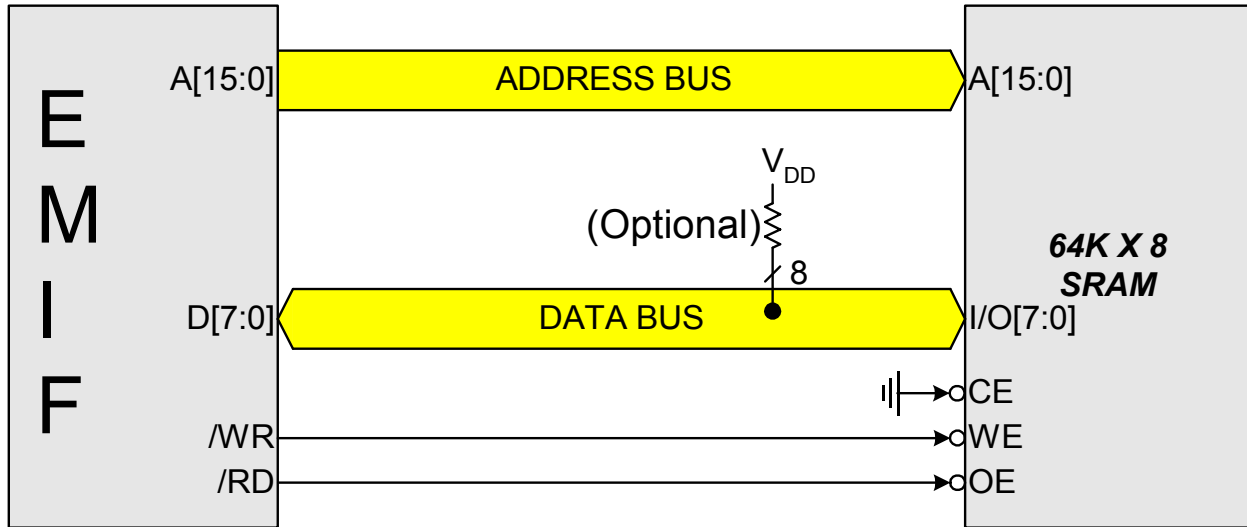 E
M
I
F
A[15:0]
ADDRESS BUS
A[15:0]
V_DD
(Optional)
8
64K X 8
SRAM
D[7:0]
DATA BUS
I/O[7:0]
CE
/WR
WE
/RD
OE